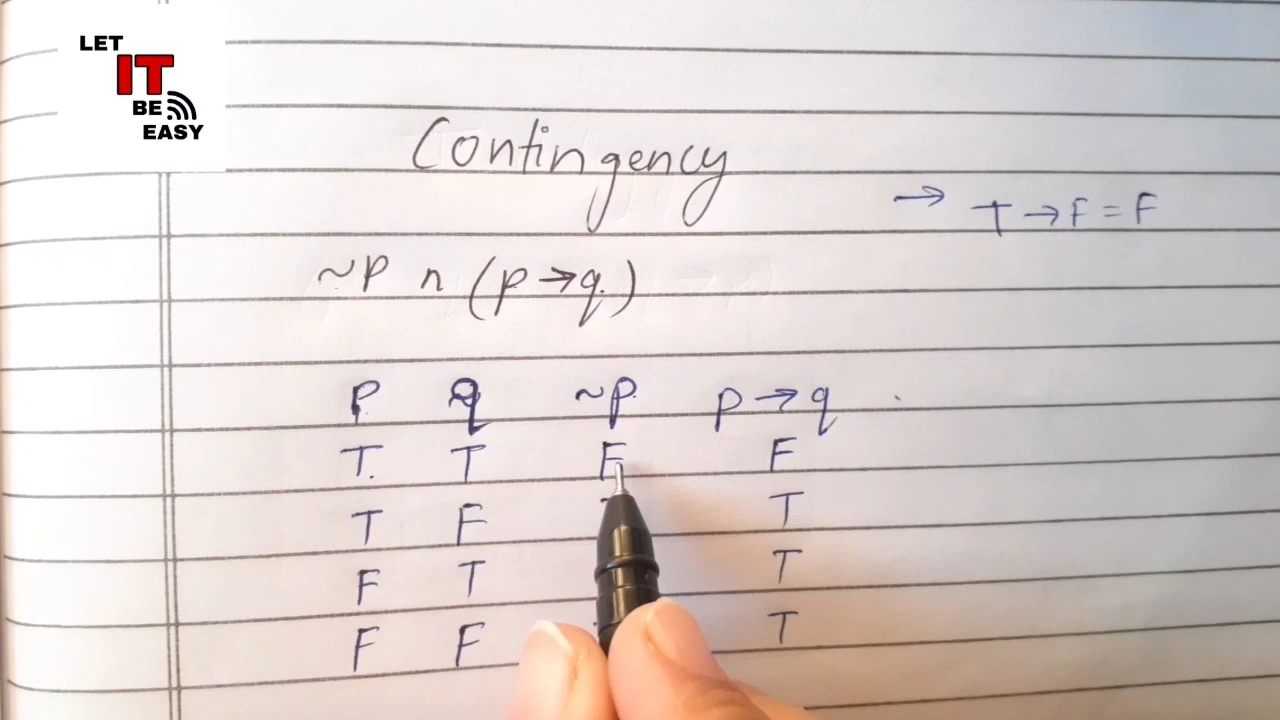 LET
IT
BE
EASY
Contingency
→ T → F = F
~P n (P → q)
P q ~P P → q
T T F F
T F T
F T T
F F T